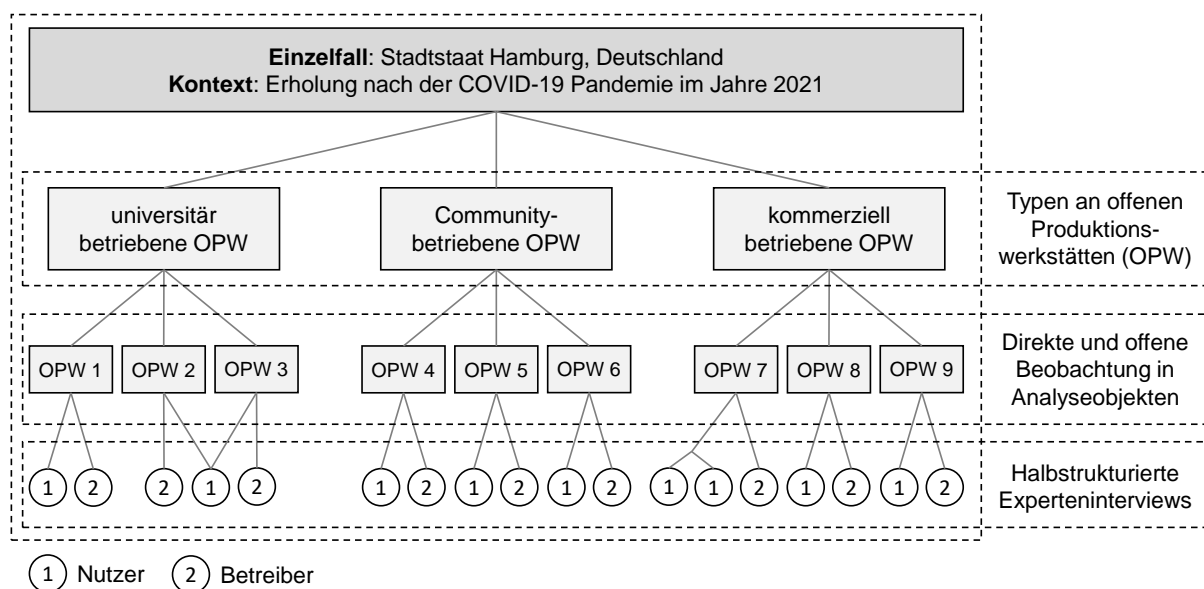 Einzelfall: Stadtstaat Hamburg, Deutschland
Kontext: Erholung nach der COVID-19 Pandemie im Jahre 2021
universitär
betriebene OPW
Community-
betriebene OPW
kommerziell
betriebene OPW
Typen an offenen
Produktions-
werkstätten (OPW)
OPW 1
OPW 2
OPW 3
OPW 4
OPW 5
OPW 6
OPW 7
OPW 8
OPW 9
Direkte und offene
Beobachtung in
Analyseobjekten
1 2 2 1 2 1 2 1 2 1 2 1 1 2 1 2 1 2
Halbstrukturierte
Experteninterviews
1 Nutzer 2 Betreiber